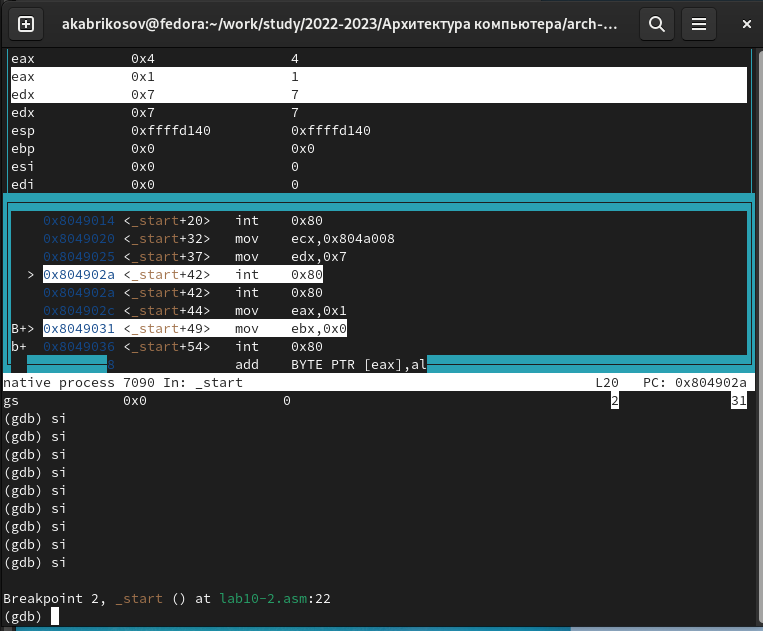 akabrikosov@fedora:~/work/study/2022-2023/Архитектура компьютера/arch-...
eax 0x4 4
eax 0x1 1
edx 0x7 7
edx 0x7 7
esp 0xffffd140 0xffffd140
ebp 0x0 0x0
esi 0x0 0
edi 0x0 0
0x8049014 <_start+20> int 0x80
0x8049020 <_start+32> mov ecx,0x804a008
0x8049025 <_start+37> mov edx,0x7
> 0x804902a <_start+42> int 0x80
0x804902a <_start+42> int 0x80
0x804902c <_start+44> mov eax,0x1
B+> 0x8049031 <_start+49> mov ebx,0x0
b+ 0x8049036 <_start+54> int 0x80
8 add BYTE PTR [eax],al
native process 7090 In: _start L20 PC: 0x804902a
gs 0x0 0 2 31
(gdb) si
(gdb) si
(gdb) si
(gdb) si
(gdb) si
(gdb) si
(gdb) si
(gdb) si
(gdb) si
Breakpoint 2, _start () at lab10-2.asm:22
(gdb)